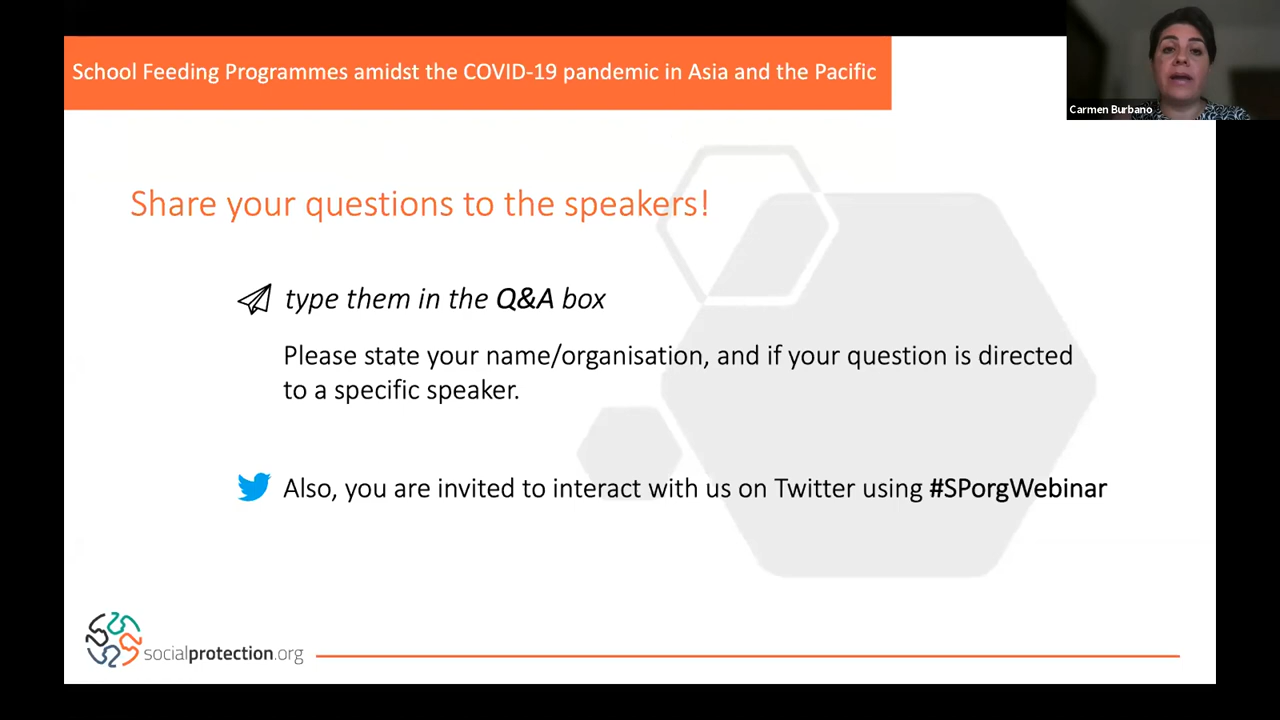 School Feeding Programmes amidst the COVID-19 pandemic in Asia and the Pacific
Carmen Burbano
Share your questions to the speakers!
type them in the Q&A box
Please state your name/organisation, and if your question is directed
to a specific speaker.
Also, you are invited to interact with us on Twitter using #SPorgWebinar
socialprotection.org